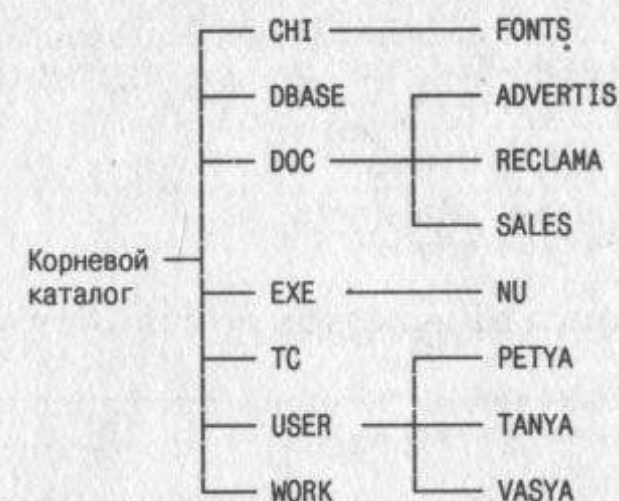 CHI FONTS
DBASE ADVERTIS
DOC RECLAMA
SALES
Корневой
каталог EXE NU
TC PETYA
USER TANYA
WORK VASYA